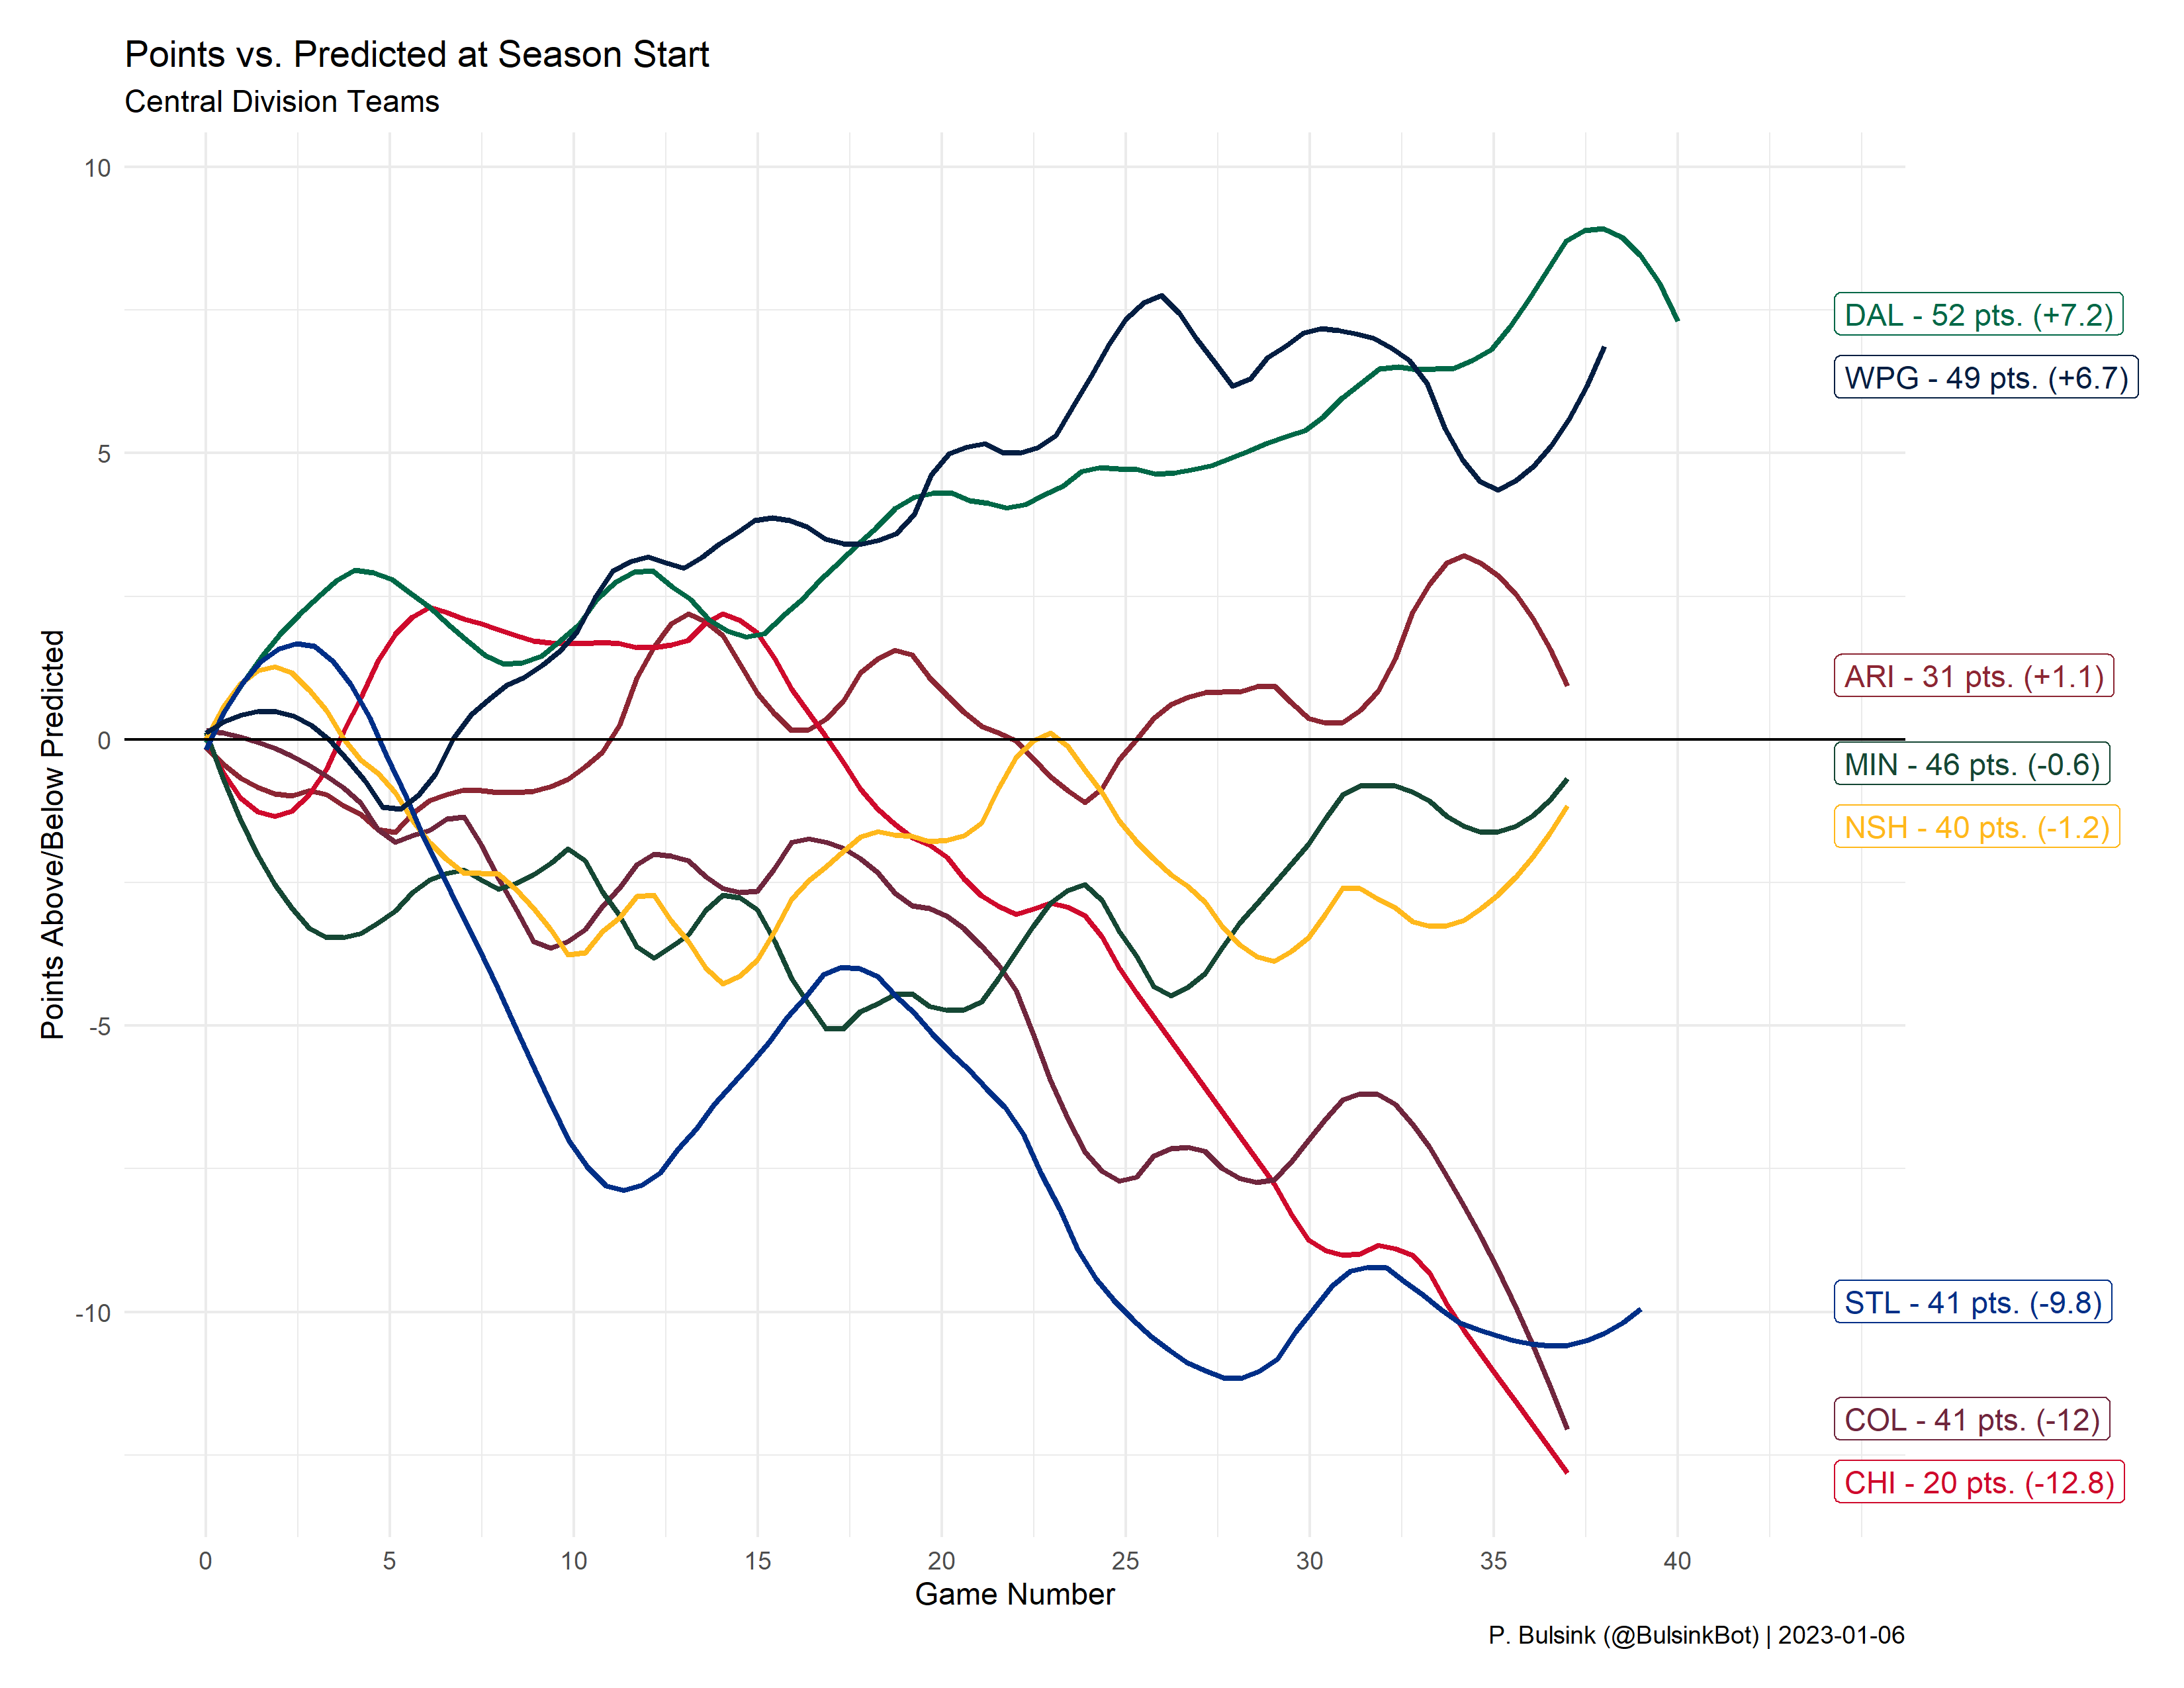 Points vs. Predicted at Season Start
Central Division Teams
Points Above/Below Predicted
10
5
0
-5
-10
DAL - 52 pts. (+7.2)
WPG - 49 pts. (+6.7)
ARI - 31 pts. (+1.1)
MIN - 46 pts. (-0.6)
NSH - 40 pts. (-1.2)
STL - 41 pts. (-9.8)
COL - 41 pts. (-12)
CHI - 20 pts. (-12.8)
0 5 10 15 20 25 30 35 40
Game Number
P. Bulsink (@BulsinkBot) | 2023-01-06